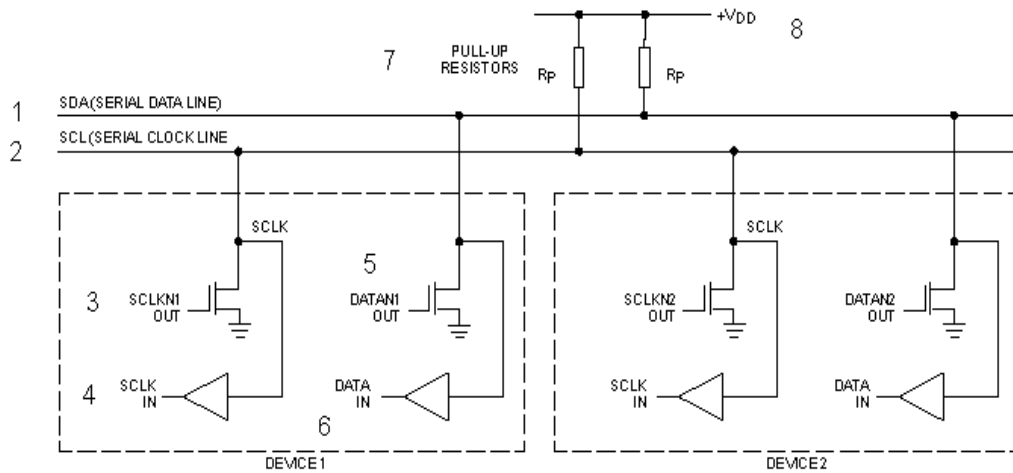 +VDD
8
7
PULL-UP
RESISTORS
RP
RP
1
SDA(SERIAL DATA LINE)
2
SCL(SERIAL CLOCK LINE
SCLK
SCLK
5
3
SCLKN1
OUT
DATAN1
OUT
SCLKN2
OUT
DATAN2
OUT
4
SCLK
IN
DATA
IN
SCLK
IN
DATA
IN
6
DEVICE1
DEVICE2